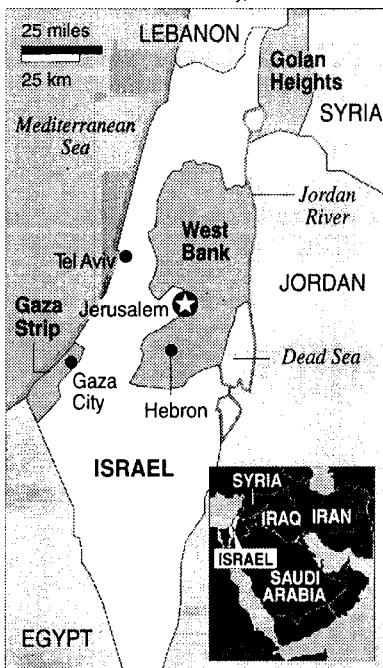 25 miles
25 km
LEBANON
Golan
Heights
SYRIA
Mediterranean
Sea
Jordan
River
West
Bank
Tel Aviv
JORDAN
Gaza
Strip
Jerusalem
Dead Sea
Gaza
City
Hebron
ISRAEL
SYRIA
IRAQ
IRAN
ISRAEL
SAUDI
ARABIA
EGYPT